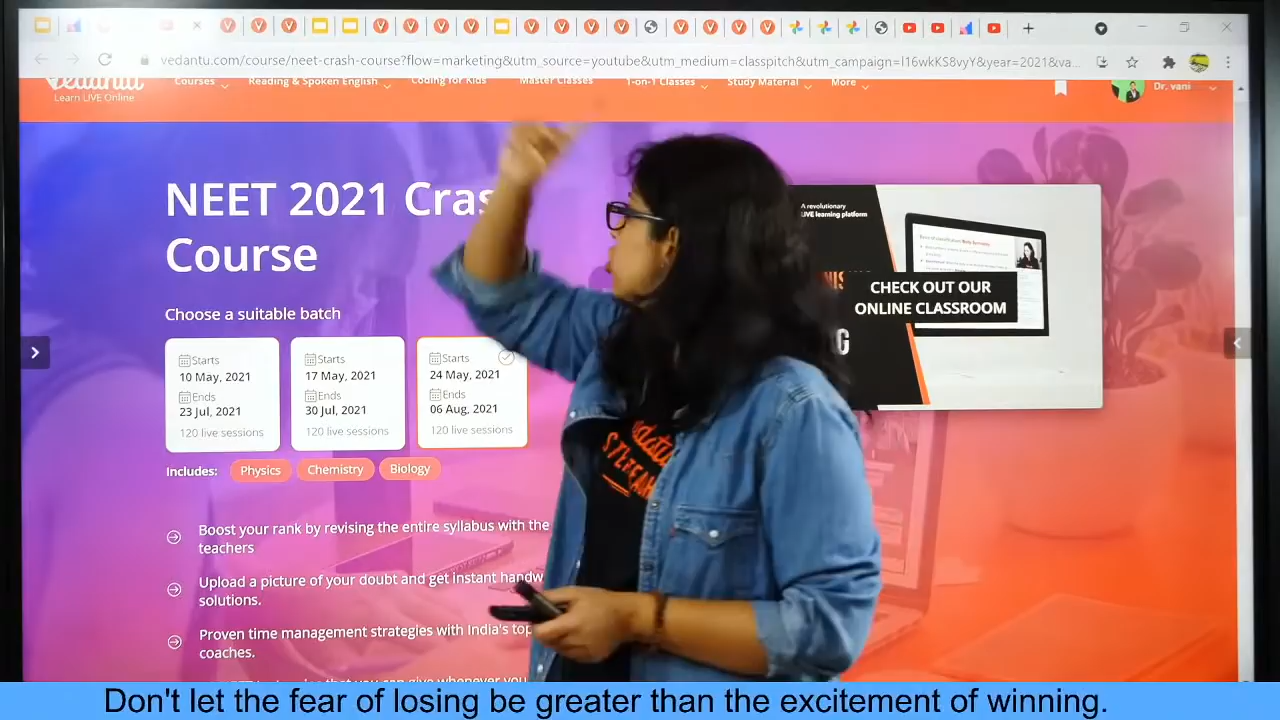 vedantu.com/course/neet-crash-course?flow=marketing&utm_source=youtube&utm_medium=classpitch&utm_campaign=l16wkKS8vyY&year=2021&va...
Vedantu
Learn LIVE Online
Courses Reading & Spoken English Coding for Kids Master Classes 1-on-1 Classes Study Material More Dr. vani
NEET 2021 Cras
Course
Choose a suitable batch
Starts
10 May, 2021
Ends
23 Jul, 2021
120 live sessions
Starts
17 May, 2021
Ends
30 Jul, 2021
120 live sessions
Starts
24 May, 2021
Ends
06 Aug, 2021
120 live sessions
Includes: Physics Chemistry Biology
Boost your rank by revising the entire syllabus with the
teachers
Upload a picture of your doubt and get instant handw
solutions.
Proven time management strategies with India's top
coaches.
that you can give whenever you
A revolutionary
LIVE learning platform
CHECK OUT OUR
ONLINE CLASSROOM
Don't let the fear of losing be greater than the excitement of winning.